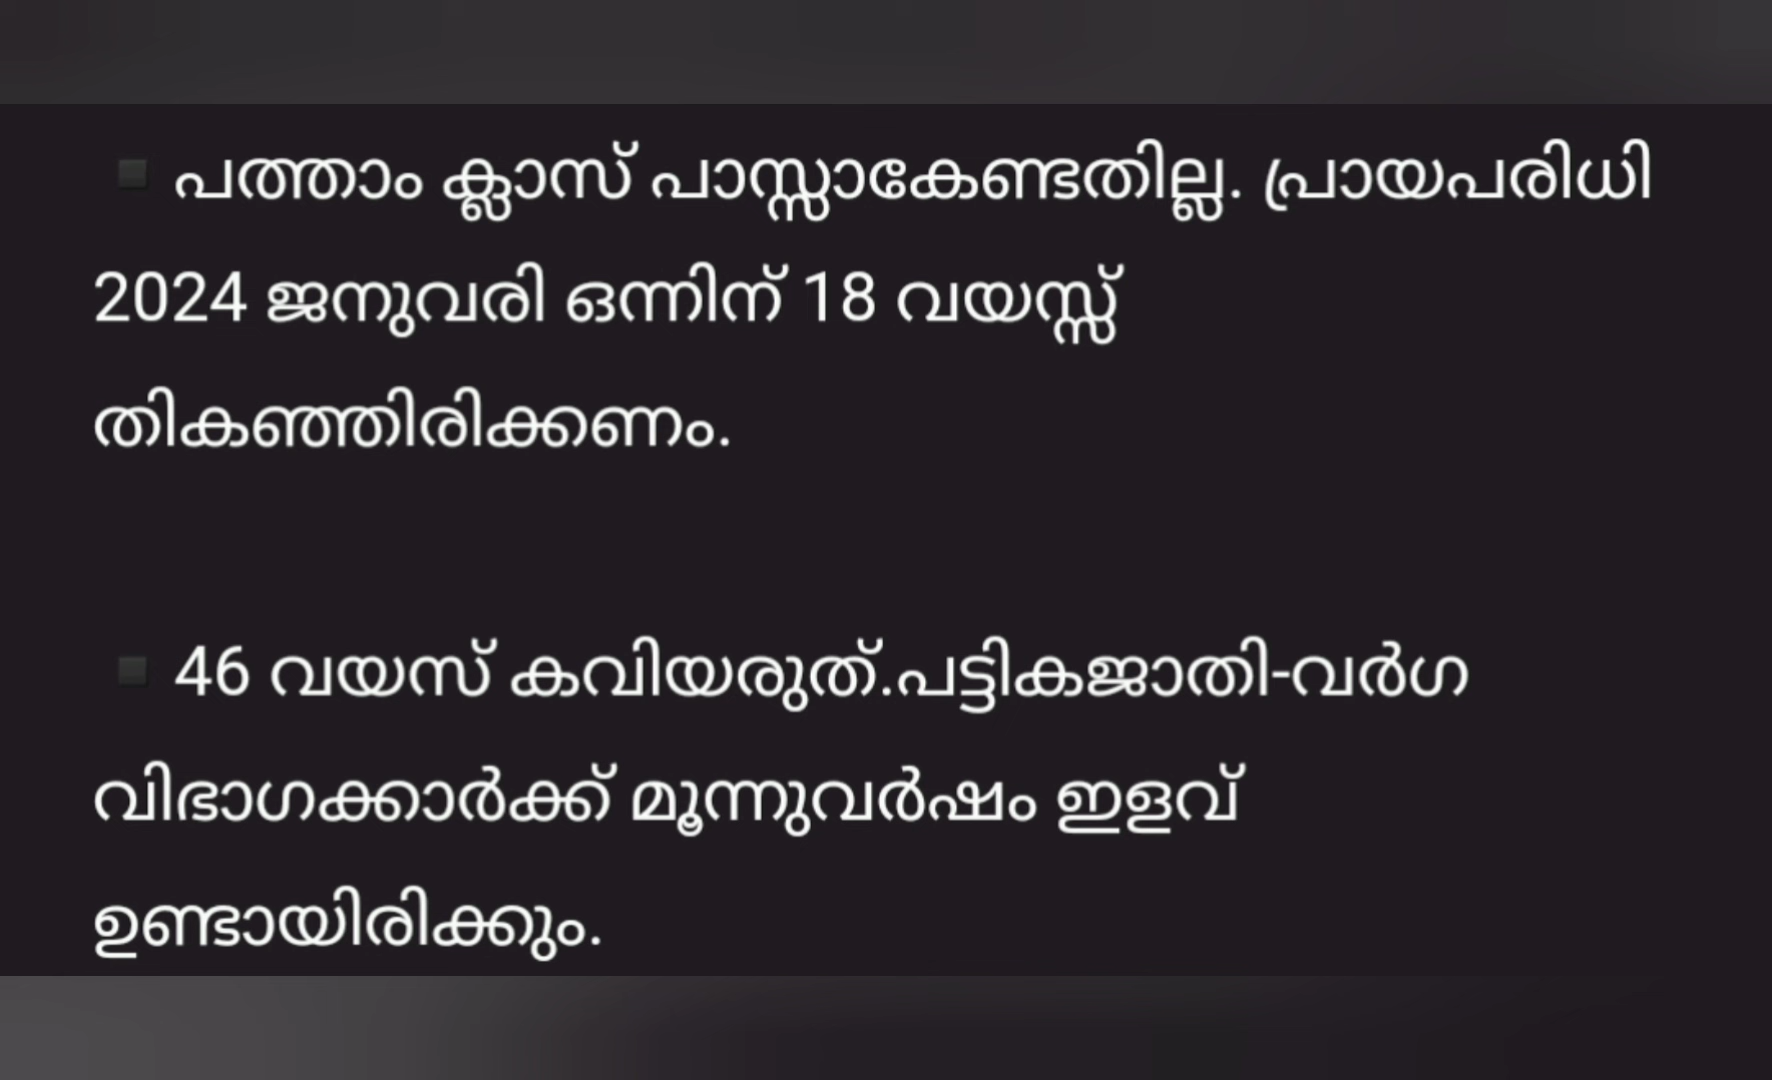 ▪️ പത്താം ക്ലാസ് പാസ്സാകേണ്ടതില്ല. പ്രായപരിധി
2024 ജനുവരി ഒന്നിന് 18 വയസ്സ്
തികഞ്ഞിരിക്കണം.
▪️ 46 വയസ് കവിയരുത്.പട്ടികജാതി-വർഗ
വിഭാഗക്കാർക്ക് മൂന്നുവർഷം ഇളവ്
ഉണ്ടായിരിക്കും.